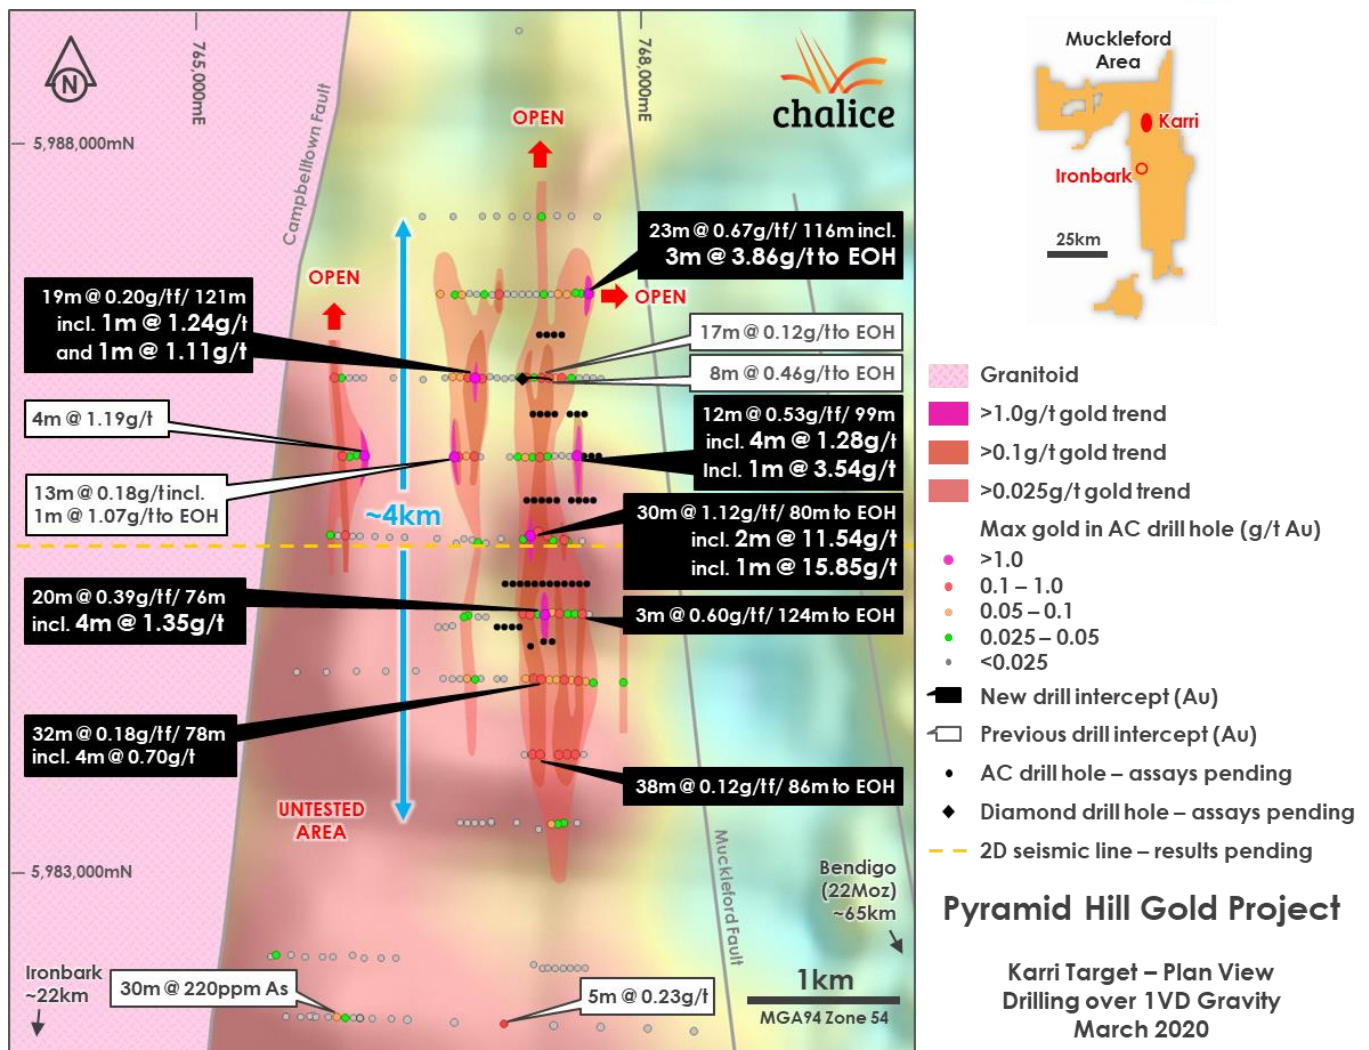 765,000mE
768,000mE
N
Campbelltown Fault
5,988,000mN
chalice
OPEN
23m @ 0.67g/t f/ 116m incl.
3m @ 3.86g/t to EOH
OPEN
OPEN
19m @ 0.20g/t f/ 121m
incl. 1m @ 1.24g/t
and 1m @ 1.11g/t
17m @ 0.12g/t to EOH
8m @ 0.46g/t to EOH
4m @ 1.19g/t
12m @ 0.53g/t f/ 99m
incl. 4m @ 1.28g/t
Incl. 1m @ 3.54g/t
13m @ 0.18g/t incl.
1m @ 1.07g/t to EOH
~4km
30m @ 1.12g/t f/ 80m to EOH
incl. 2m @ 11.54g/t
incl. 1m @ 15.85g/t
20m @ 0.39g/t f/ 76m
incl. 4m @ 1.35g/t
3m @ 0.60g/t f/ 124m to EOH
32m @ 0.18g/t f/ 78m
incl. 4m @ 0.70g/t
38m @ 0.12g/t f/ 86m to EOH
UNTESTED
AREA
Muckleford Fault
5,983,000mN
Bendigo
(22Moz)
~65km
Ironbark
~22km
30m @ 220ppm As
5m @ 0.23g/t
1km
MGA94 Zone 54
Muckleford
Area
Karri
Ironbark
25km
Granitoid
>1.0g/t gold trend
>0.1g/t gold trend
>0.025g/t gold trend
Max gold in AC drill hole (g/t Au)
>1.0
0.1 – 1.0
0.05 – 0.1
0.025 – 0.05
<0.025
New drill intercept (Au)
Previous drill intercept (Au)
AC drill hole – assays pending
Diamond drill hole – assays pending
2D seismic line – results pending
Pyramid Hill Gold Project
Karri Target – Plan View
Drilling over 1VD Gravity
March 2020